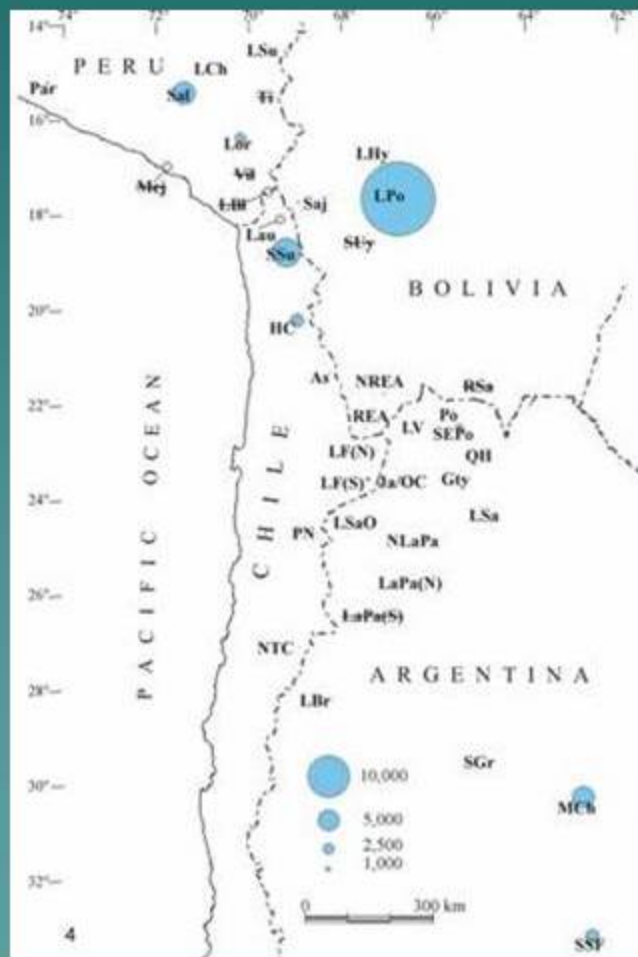 74° 70° 68° 66° 64°
14°
PERU
LCh
LSu
Par
Sal
Ti
16°
Lor
LHy
Vil
Mej
LBl
Saj
LPo
18°
Lau
SUy
SSu
BOLIVIA
20°
HC
As
NREA
RSa
22°
REA
LV
Po
SEPo
LF(N)
QH
LF(S)
Ja/OC
Gty
24°
PN
LSaO
LSa
NLaPa
LaPa(N)
26°
LaPa(S)
NTC
PACIFIC OCEAN
CHILE
ARGENTINA
28°
LBr
SGr
10,000
30°
MCh
5,000
2,500
1,000
32°
0 300 km
4
SSF